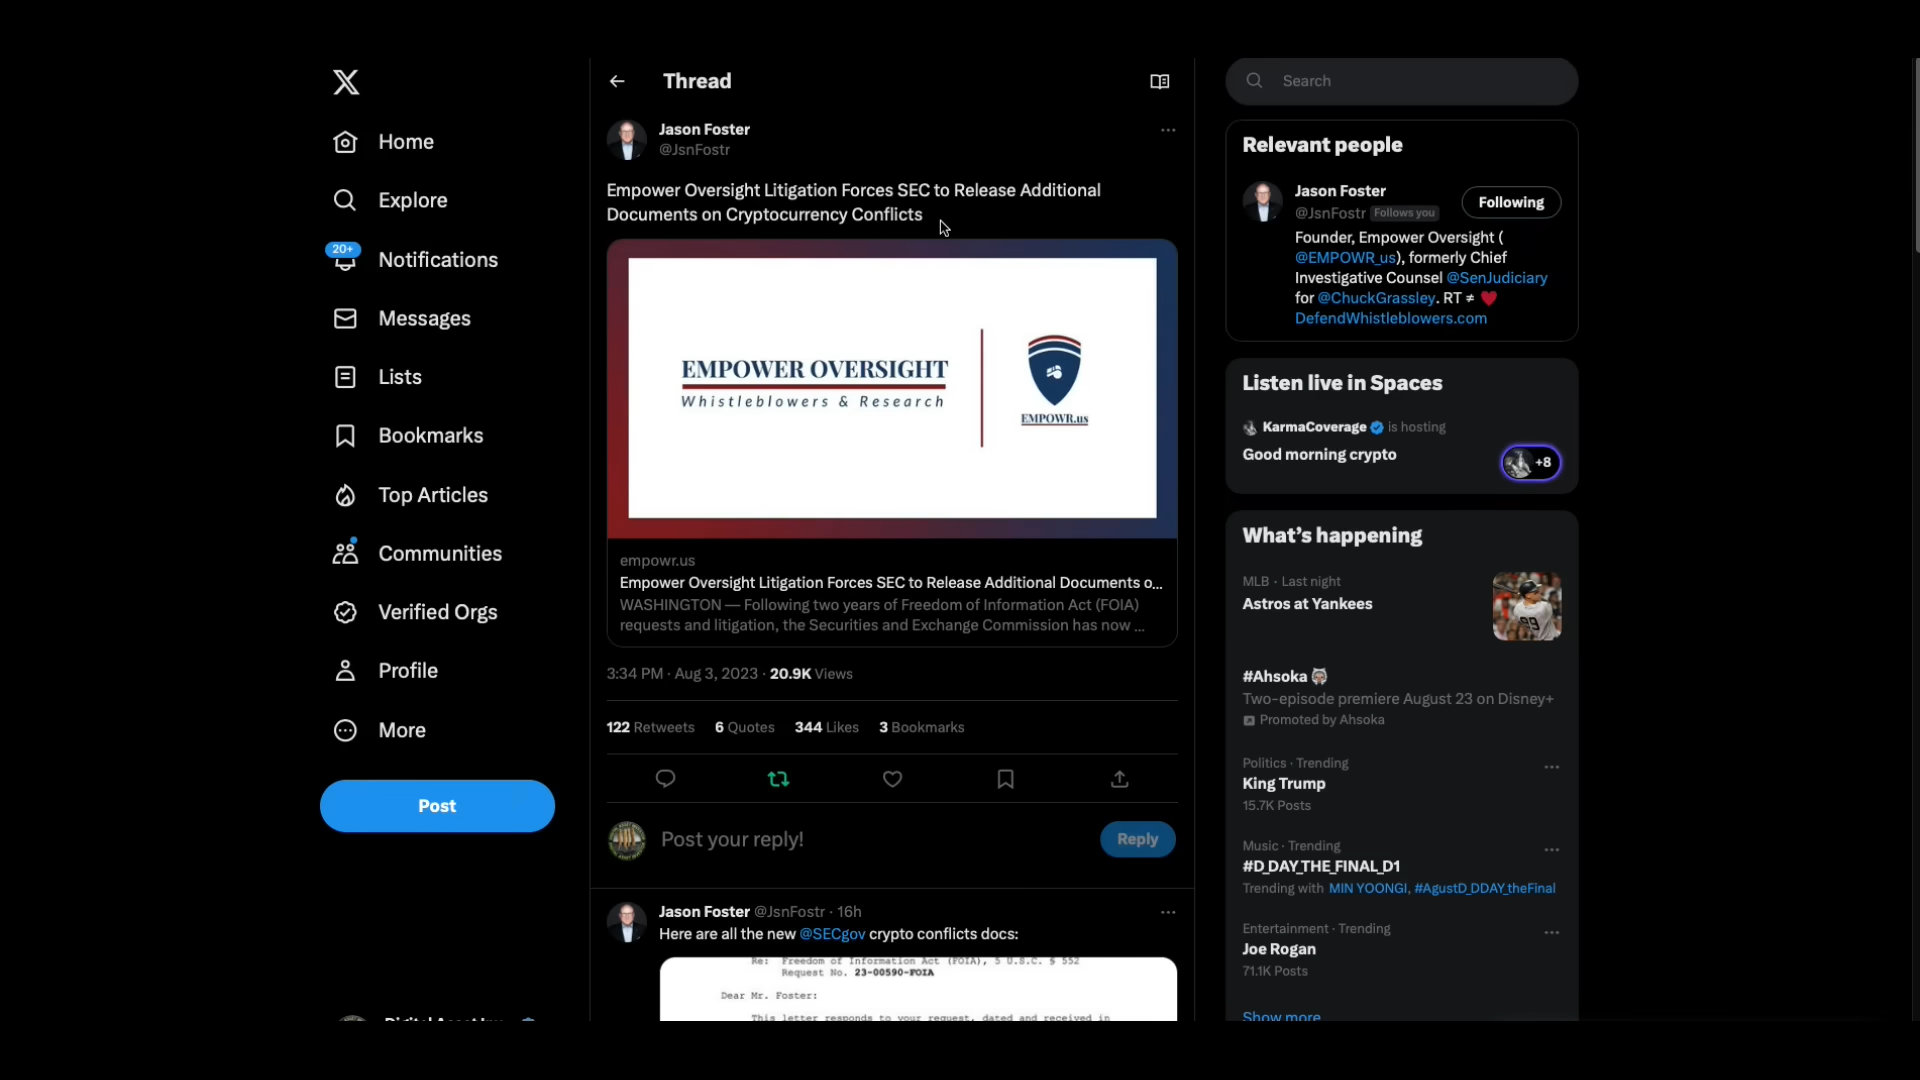 Home
Explore
20+
Notifications
Messages
Lists
Bookmarks
Top Articles
Communities
Verified Orgs
Profile
More
Post
Thread
Jason Foster
@JsnFostr
Empower Oversight Litigation Forces SEC to Release Additional
Documents on Cryptocurrency Conflicts
EMPOWER OVERSIGHT
Whistleblowers & Research
EMPOWR.us
empowr.us
Empower Oversight Litigation Forces SEC to Release Additional Documents o...
WASHINGTON — Following two years of Freedom of Information Act (FOIA)
requests and litigation, the Securities and Exchange Commission has now ...
3:34 PM · Aug 3, 2023 · 20.9K Views
122 Retweets 6 Quotes 344 Likes 3 Bookmarks
Post your reply!
Reply
Jason Foster @JsnFostr · 16h
Here are all the new @SECgov crypto conflicts docs:
Re: Freedom of Information Act (FOIA), 5 U.S.C. § 552
Request No. 23-00590-FOIA
Dear Mr. Foster:
This letter responds to your request, dated and received in
Search
Relevant people
Jason Foster
@JsnFostr Follows you
Following
Founder, Empower Oversight (
@EMPOWR_us), formerly Chief
Investigative Counsel @SenJudiciary
for @ChuckGrassley. RT ≠ ♥
DefendWhistleblowers.com
Listen live in Spaces
KarmaCoverage is hosting
Good morning crypto
+8
What's happening
MLB · Last night
Astros at Yankees
99
#Ahsoka
Two-episode premiere August 23 on Disney+
Promoted by Ahsoka
Politics · Trending
King Trump
15.7K Posts
Music · Trending
#D_DAY_THE_FINAL_D1
Trending with MIN YOONGI, #AgustD_DDAY_theFinal
Entertainment · Trending
Joe Rogan
71.1K Posts
Show more